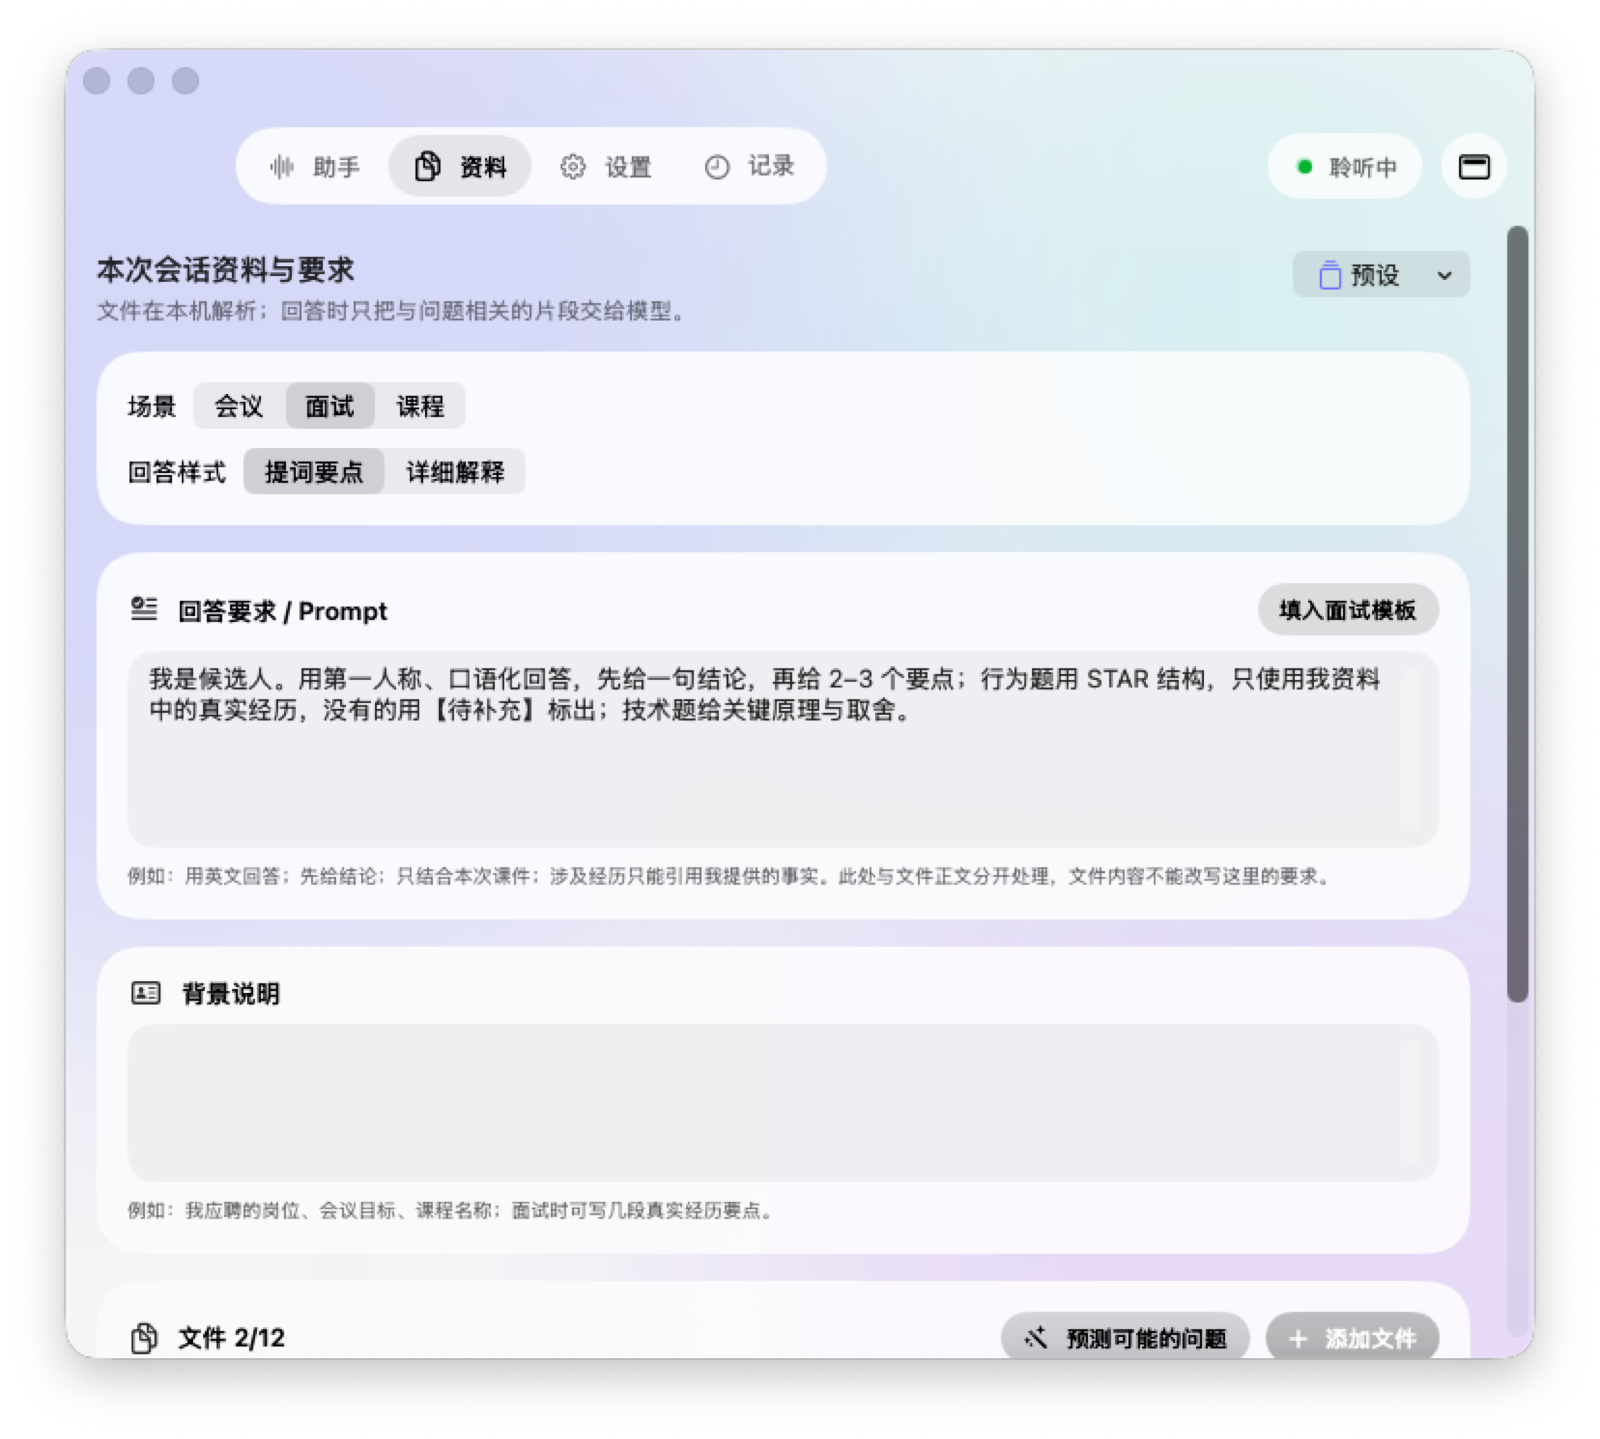 助手 资料 设置 记录 聆听中
本次会话资料与要求
预设
文件在本机解析；回答时只把与问题相关的片段交给模型。
场景 会议 面试 课程
回答样式 提词要点 详细解释
回答要求 / Prompt 填入面试模板
我是候选人。用第一人称、口语化回答，先给一句结论，再给 2–3 个要点；行为题用 STAR 结构，只使用我资料
中的真实经历，没有的用【待补充】标出；技术题给关键原理与取舍。
例如：用英文回答；先给结论；只结合本次课件；涉及经历只能引用我提供的事实。此处与文件正文分开处理，文件内容不能改写这里的要求。
背景说明
例如：我应聘的岗位、会议目标、课程名称；面试时可写几段真实经历要点。
文件 2/12 预测可能的问题 + 添加文件